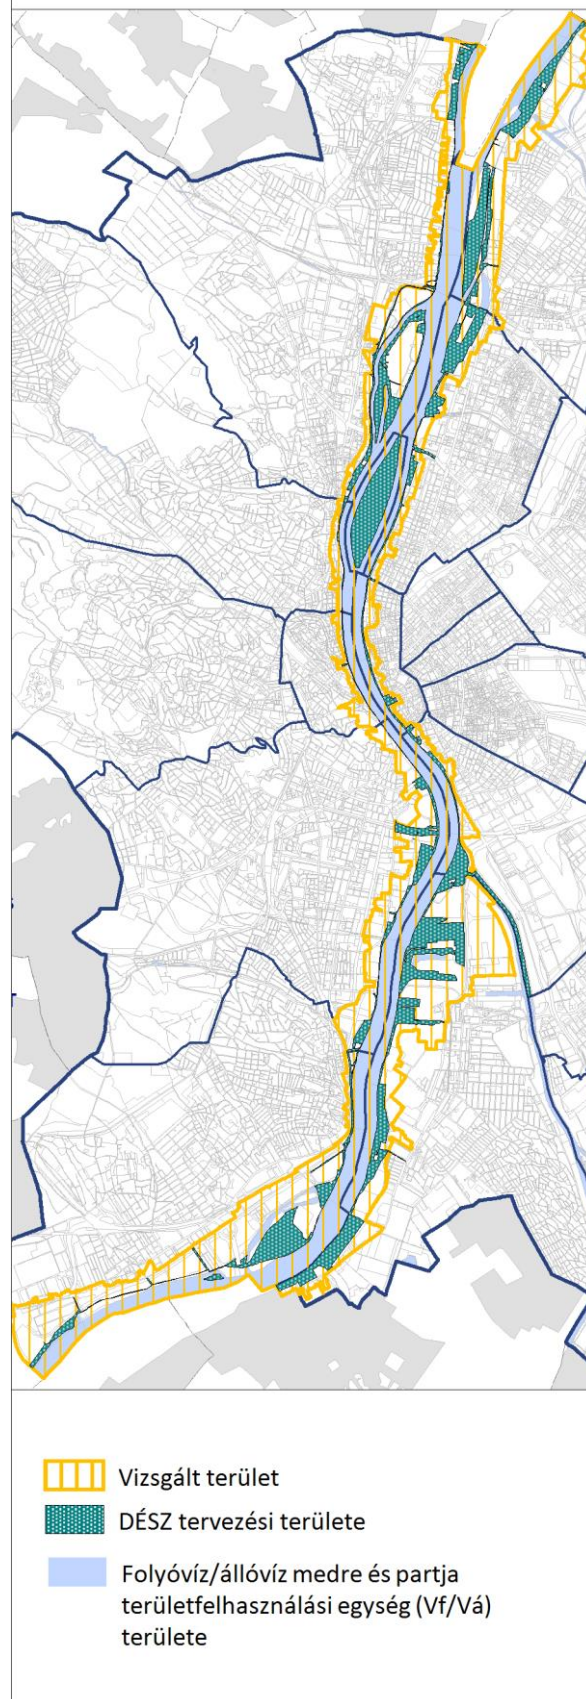 Vizsgált terület
DÉSZ tervezési területe
Folyóvíz/állóvíz medre és partja
területfelhasználási egység (Vf/Vá)
területe